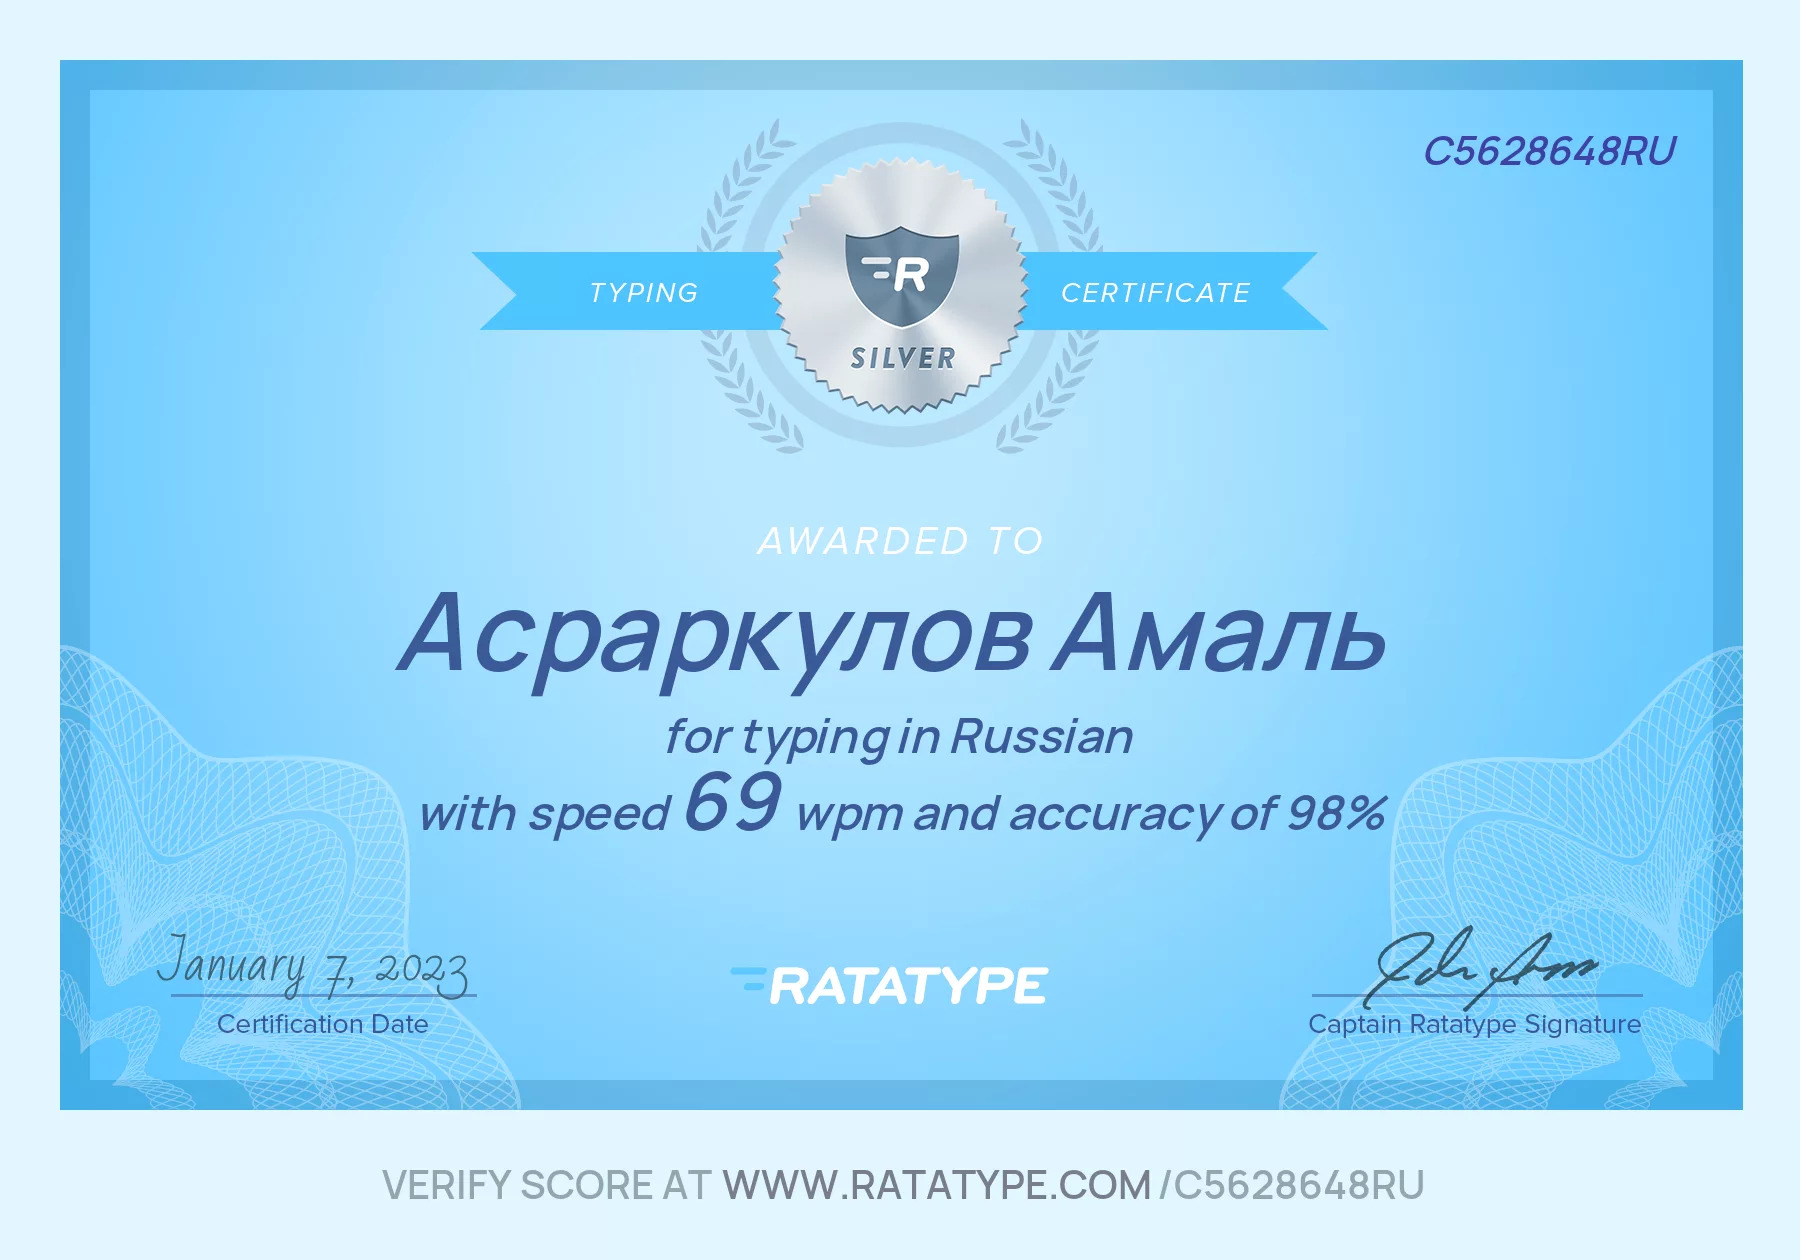 C5628648RU
TYPING
CERTIFICATE
R
SILVER
AWARDED TO
Асраркулов Амаль
for typing in Russian
with speed 69 wpm and accuracy of 98%
January 7, 2023
Certification Date
RATATYPE
Captain Ratatype Signature
VERIFY SCORE AT WWW.RATATYPE.COM/C5628648RU